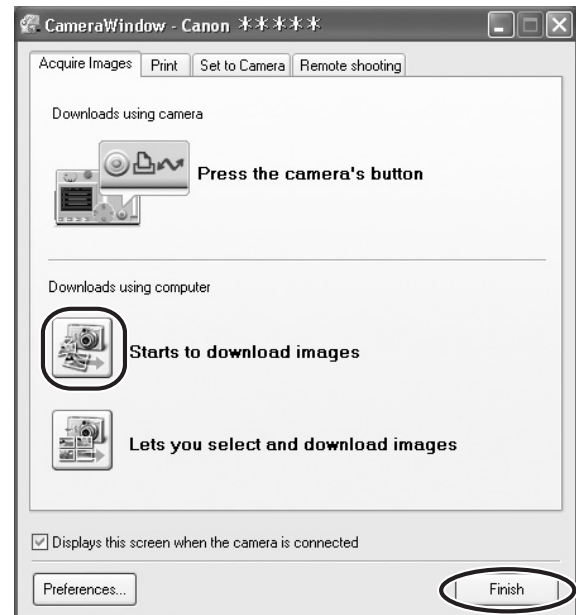 CameraWindow - Canon *****
Acquire Images Print Set to Camera Remote shooting
Downloads using camera
Press the camera's button
Downloads using computer
Starts to download images
Lets you select and download images
Displays this screen when the camera is connected
Preferences... Finish